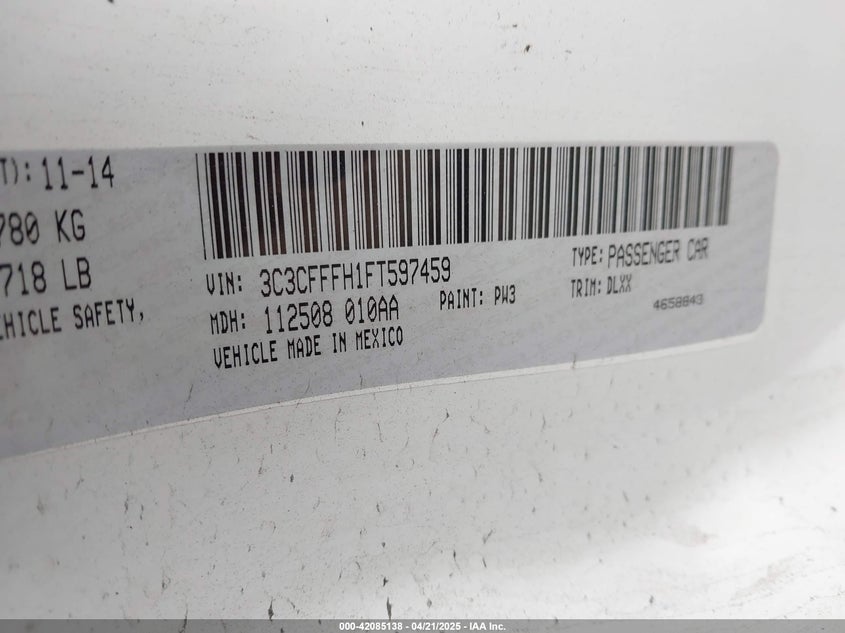 T): 11-14
780 KG
718 LB
EHICLE SAFETY,
VIN: 3C3CFFFH1FT597459
TYPE: PASSENGER CAR
MDH: 112508 010AA
PAINT: PW3
TRIM: DLXX
VEHICLE MADE IN MEXICO
4658843
000-42085138 - 04/21/2025 - IAA Inc.